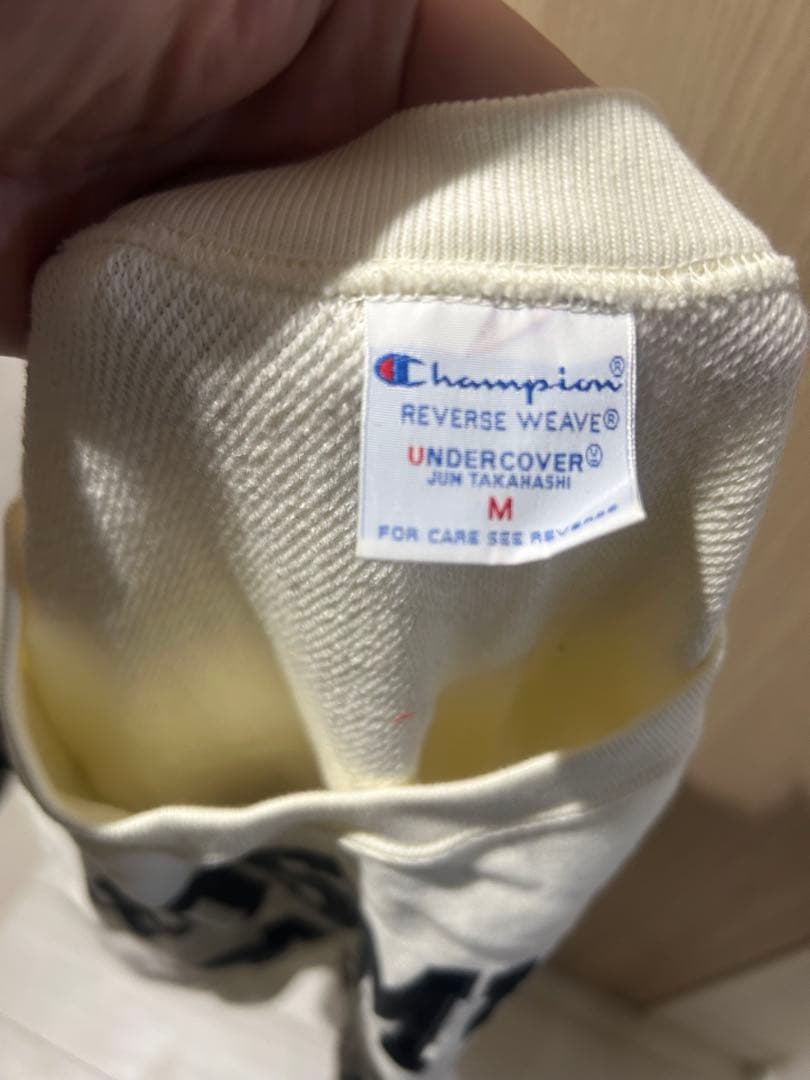 Champion®
REVERSE WEAVE®
UNDERCOVER
JUN TAKAHASHI
M
FOR CARE SEE REVERSE